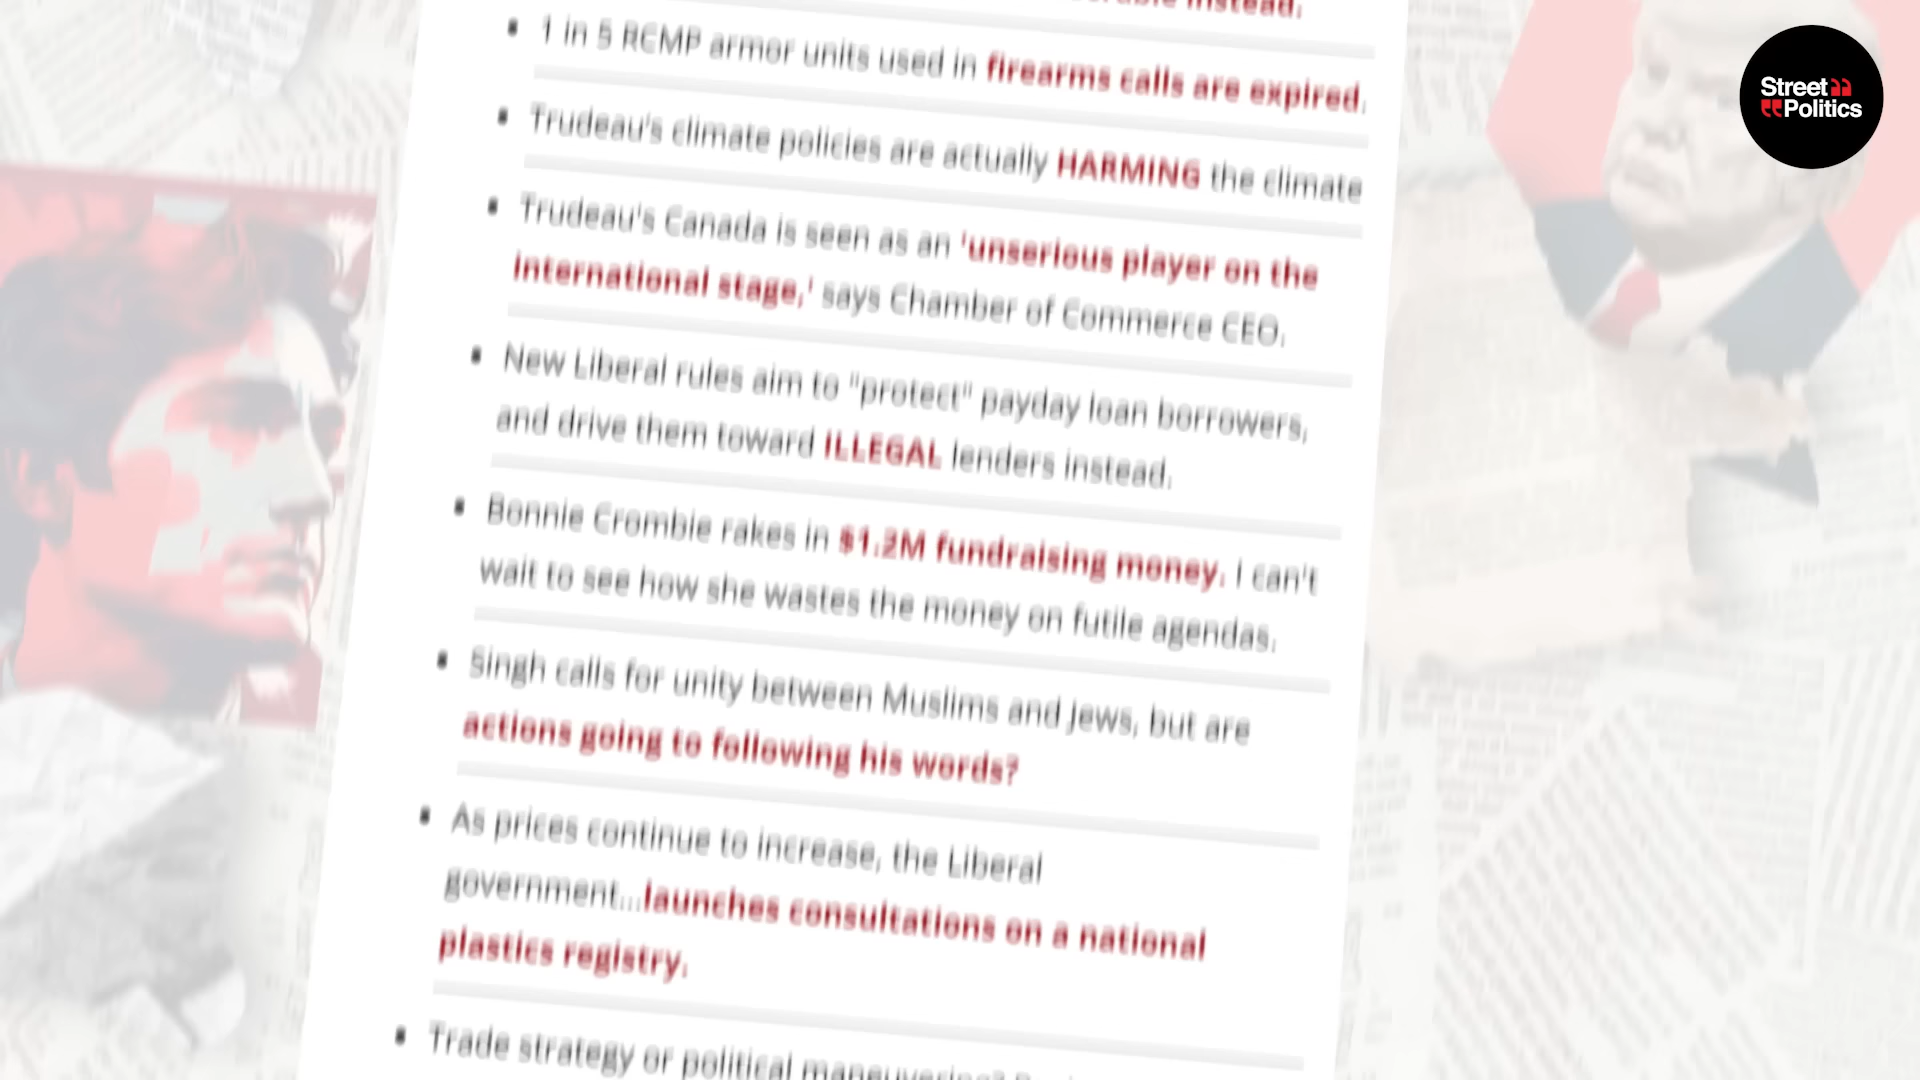 instead.
1 in 5 RCMP armor units used in firearms calls are expired.
Trudeau's climate policies are actually HARMING the climate
Trudeau's Canada is seen as an 'unserious player on the
international stage,' says Chamber of Commerce CEO.
New Liberal rules aim to "protect" payday loan borrowers,
and drive them toward ILLEGAL lenders instead.
Bonnie Crombie rakes in $1.2M fundraising money. I can't
wait to see how she wastes the money on futile agendas.
Singh calls for unity between Muslims and Jews, but are
actions going to following his words?
As prices continue to increase, the Liberal
government...launches consultations on a national
plastics registry.
Trade strategy or political maneuvering?
Street
Politics